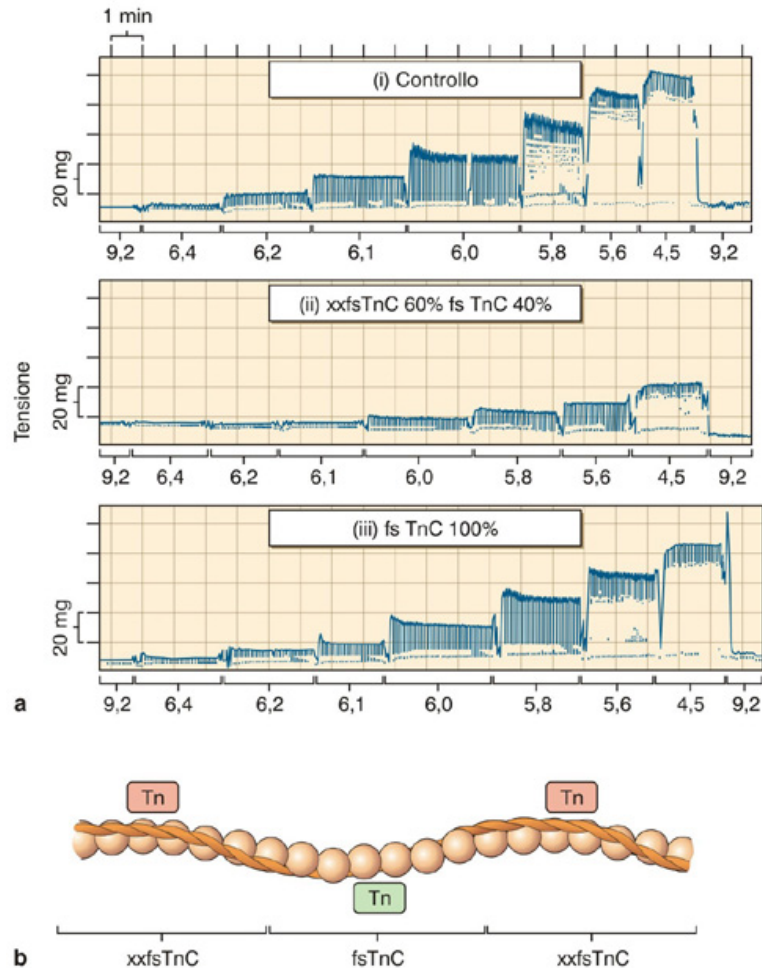 1 min
(i) Controllo
20 mg
9,2 6,4 6,2 6,1 6,0 5,8 5,6 4,5 9,2
(ii) xxfsTnC 60% fs TnC 40%
Tensione
20 mg
9,2 6,4 6,2 6,1 6,0 5,8 5,6 4,5 9,2
(iii) fs TnC 100%
20 mg
9,2 6,4 6,2 6,1 6,0 5,8 5,6 4,5 9,2
a
Tn Tn
Tn
b xxfsTnC fsTnC xxfsTnC